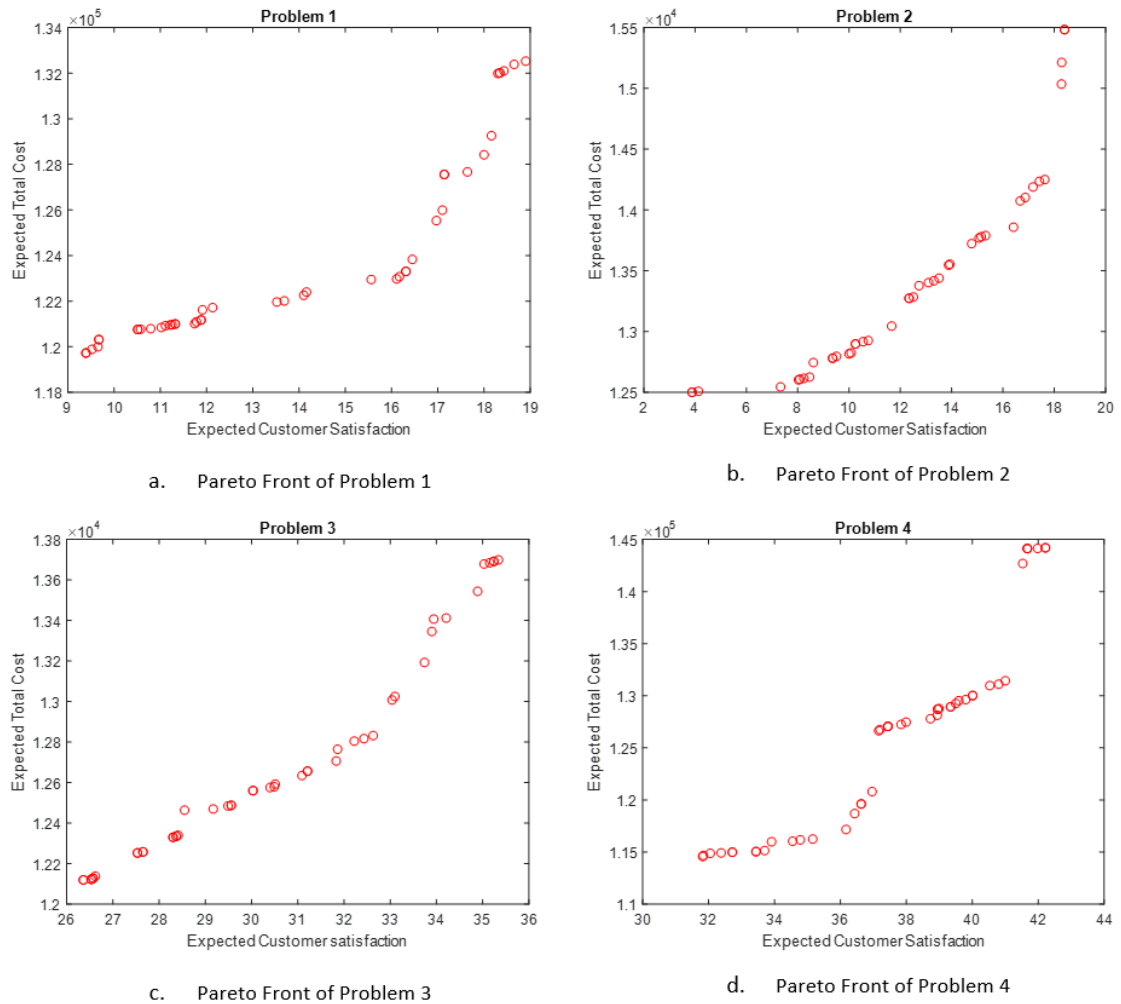 Problem 1
×10⁵
1.34
1.32
1.3
1.28
1.26
1.24
1.22
1.2
1.18
Expected Total Cost
9 10 11 12 13 14 15 16 17 18 19
Expected Customer Satisfaction
a. Pareto Front of Problem 1
Problem 2
×10⁴
1.55
1.5
1.45
1.4
1.35
1.3
1.25
Expected Total Cost
2 4 6 8 10 12 14 16 18 20
Expected Customer Satisfaction
b. Pareto Front of Problem 2
Problem 3
×10⁴
1.38
1.36
1.34
1.32
1.3
1.28
1.26
1.24
1.22
1.2
Expected Total Cost
26 27 28 29 30 31 32 33 34 35 36
Expected Customer satisfaction
c. Pareto Front of Problem 3
Problem 4
×10⁵
1.45
1.4
1.35
1.3
1.25
1.2
1.15
1.1
Expected Total Cost
30 32 34 36 38 40 42 44
Expected Customer Satisfaction
d. Pareto Front of Problem 4